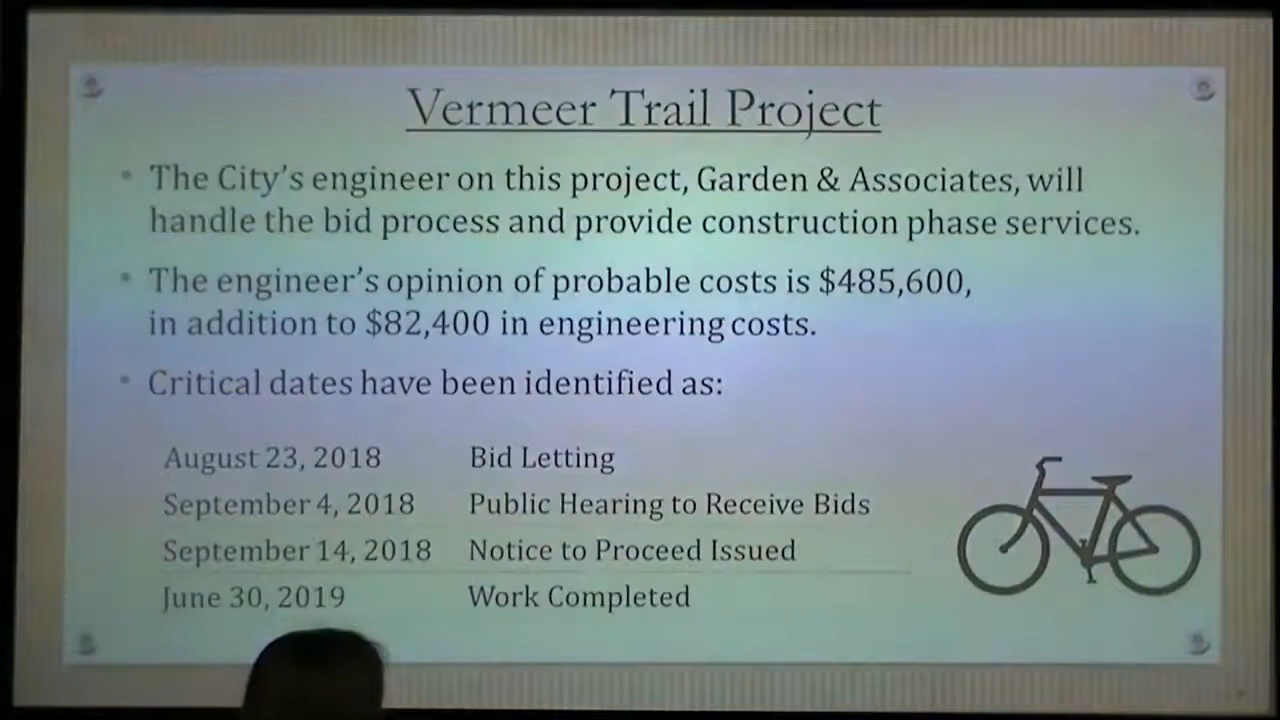 Vermeer Trail Project
• The City's engineer on this project, Garden & Associates, will
handle the bid process and provide construction phase services.
• The engineer's opinion of probable costs is $485,600,
in addition to $82,400 in engineering costs.
• Critical dates have been identified as:
August 23, 2018 Bid Letting
September 4, 2018 Public Hearing to Receive Bids
September 14, 2018 Notice to Proceed Issued
June 30, 2019 Work Completed